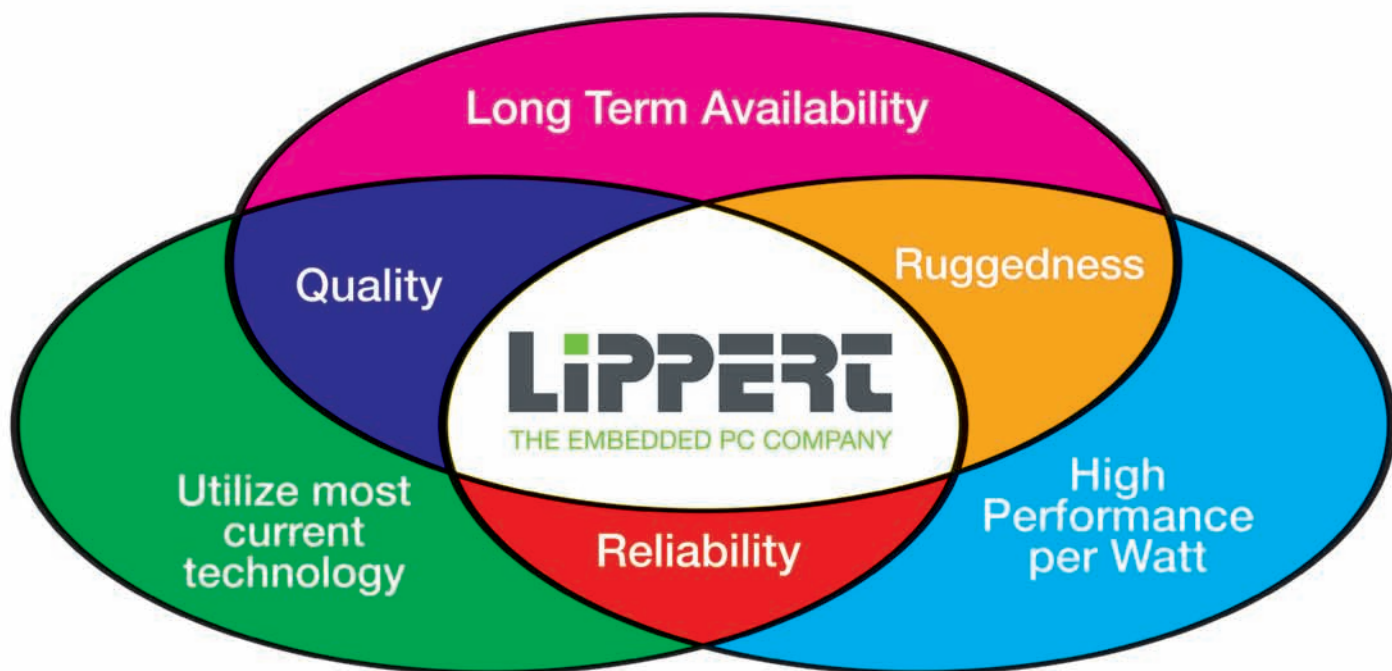 Long Term Availability
Quality
Ruggedness
LiPPERT
THE EMBEDDED PC COMPANY
Utilize most
current
technology
Reliability
High
Performance
per Watt